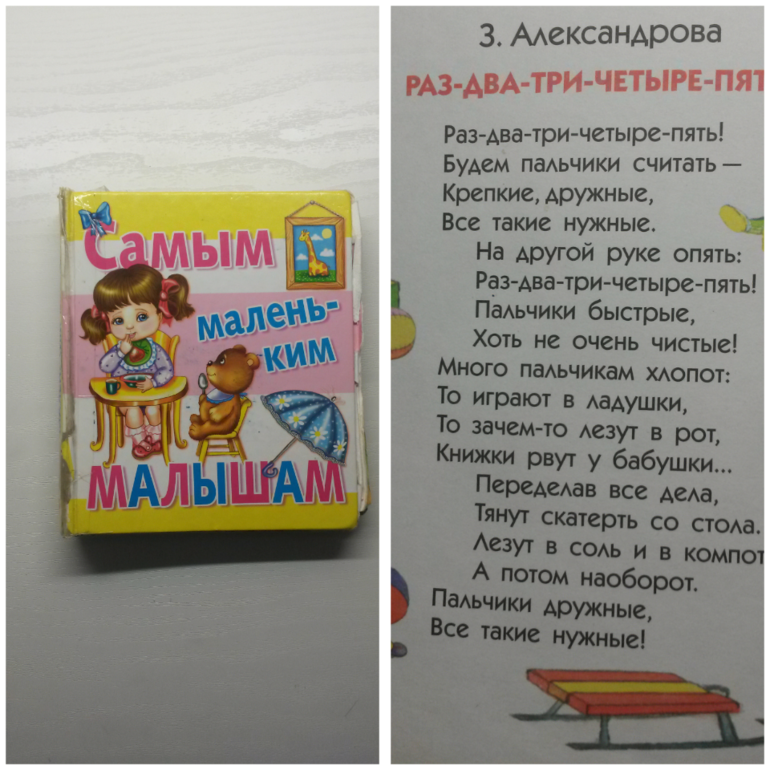 Самым
малень-
ким
МАЛЫШАМ
З. Александрова
РАЗ-ДВА-ТРИ-ЧЕТЫРЕ-ПЯТ
Раз-два-три-четыре-пять!
Будем пальчики считать —
Крепкие, дружные,
Все такие нужные.
На другой руке опять:
Раз-два-три-четыре-пять!
Пальчики быстрые,
Хоть не очень чистые!
Много пальчикам хлопот:
То играют в ладушки,
То зачем-то лезут в рот,
Книжки рвут у бабушки...
Переделав все дела,
Тянут скатерть со стола.
Лезут в соль и в компот
А потом наоборот.
Пальчики дружные,
Все такие нужные!